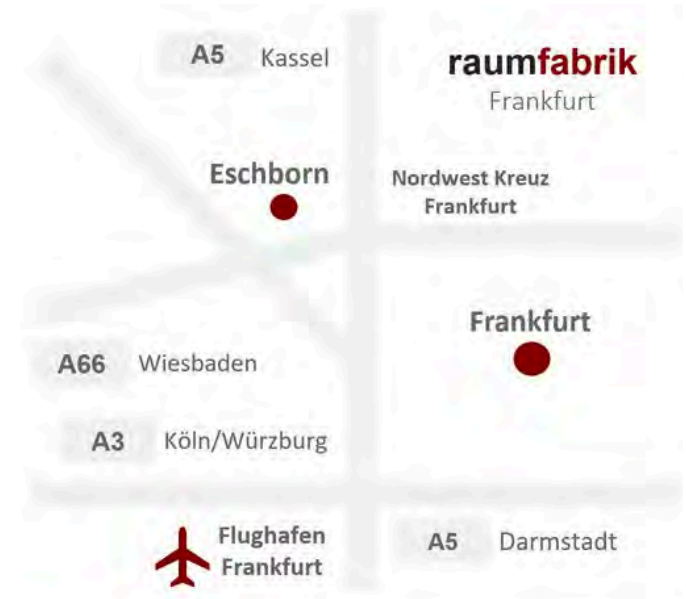 A5 Kassel
raumfabrik
Frankfurt
Eschborn
Nordwest Kreuz
Frankfurt
Frankfurt
A66 Wiesbaden
A3 Köln/Würzburg
Flughafen
Frankfurt
A5 Darmstadt